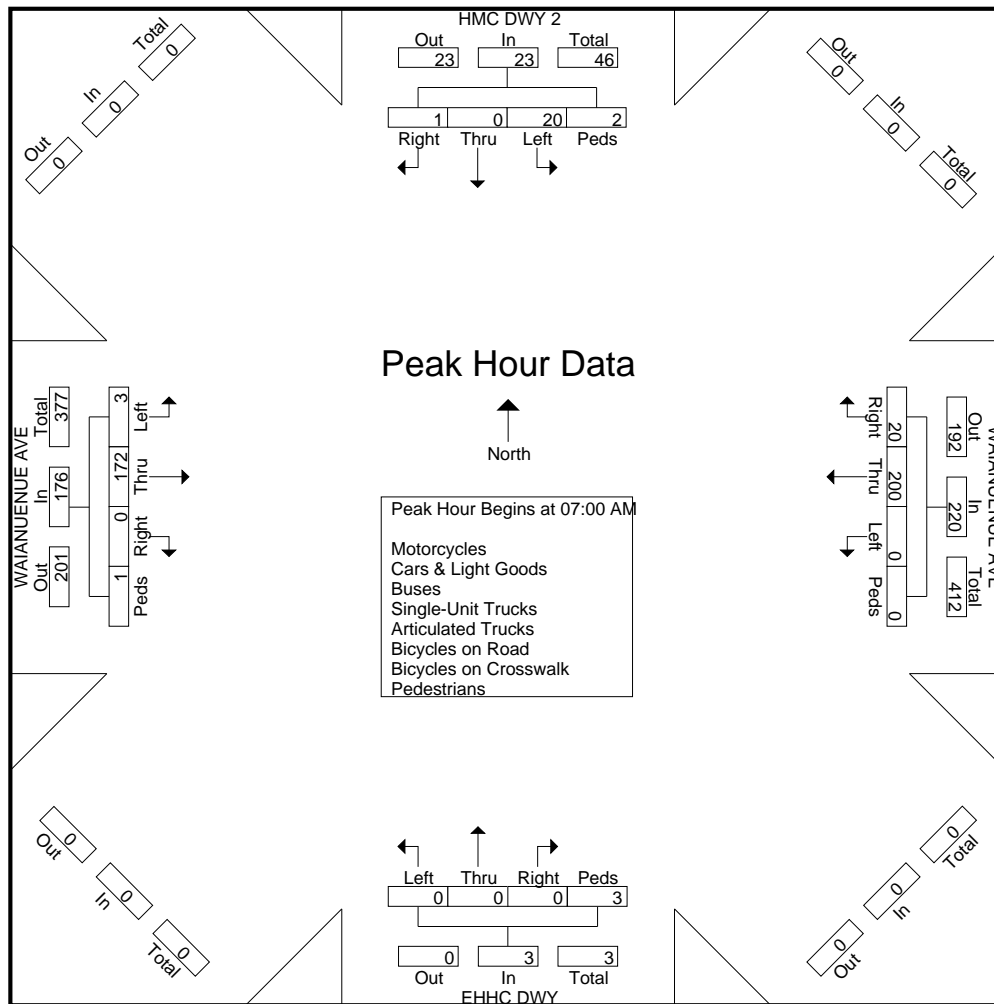 HMC DWY 2
Out In Total
23 23 46
1 0 20 2
Right Thru Left Peds
Total
0
In
0
Out
0
Out
0
In
0
Total
0
Peak Hour Data
North
WAIANUENUE AVE
Total In Out
377 176 201
3 172 0 1
Left Thru Right Peds
Right Thru Left Peds
20 200 0 0
Out In Total
192 220 412
WAIANUENUE AVE
Peak Hour Begins at 07:00 AM
Motorcycles
Cars & Light Goods
Buses
Single-Unit Trucks
Articulated Trucks
Bicycles on Road
Bicycles on Crosswalk
Pedestrians
0
Out
0
In
0
Total
0
Total
0
In
0
Out
Left Thru Right Peds
0 0 0 3
0 3 3
Out In Total
EHHC DWY